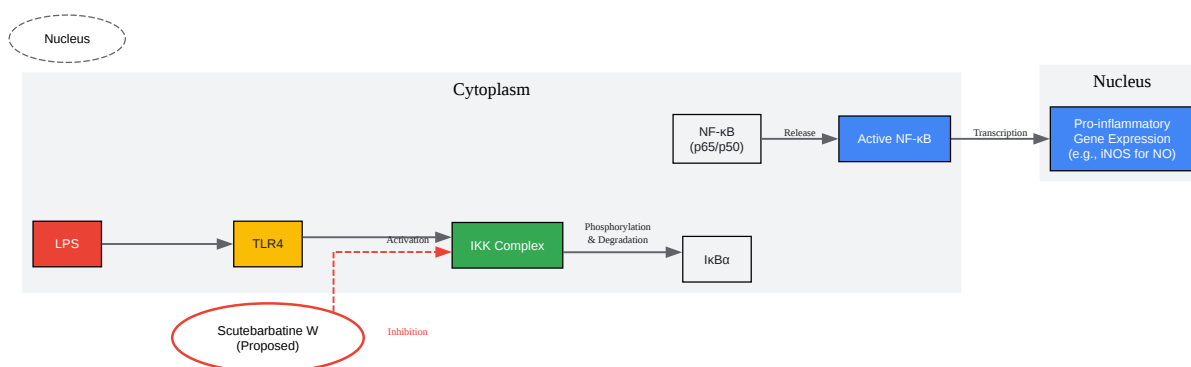 Nucleus
Cytoplasm
Nucleus
NF-κB
(p65/p50)
Release
Active NF-κB
Transcription
Pro-inflammatory
Gene Expression
(e.g., iNOS for NO)
LPS
TLR4
Activation
IKK Complex
Phosphorylation
& Degradation
IκBα
Scutebarbatine W
(Proposed)
Inhibition